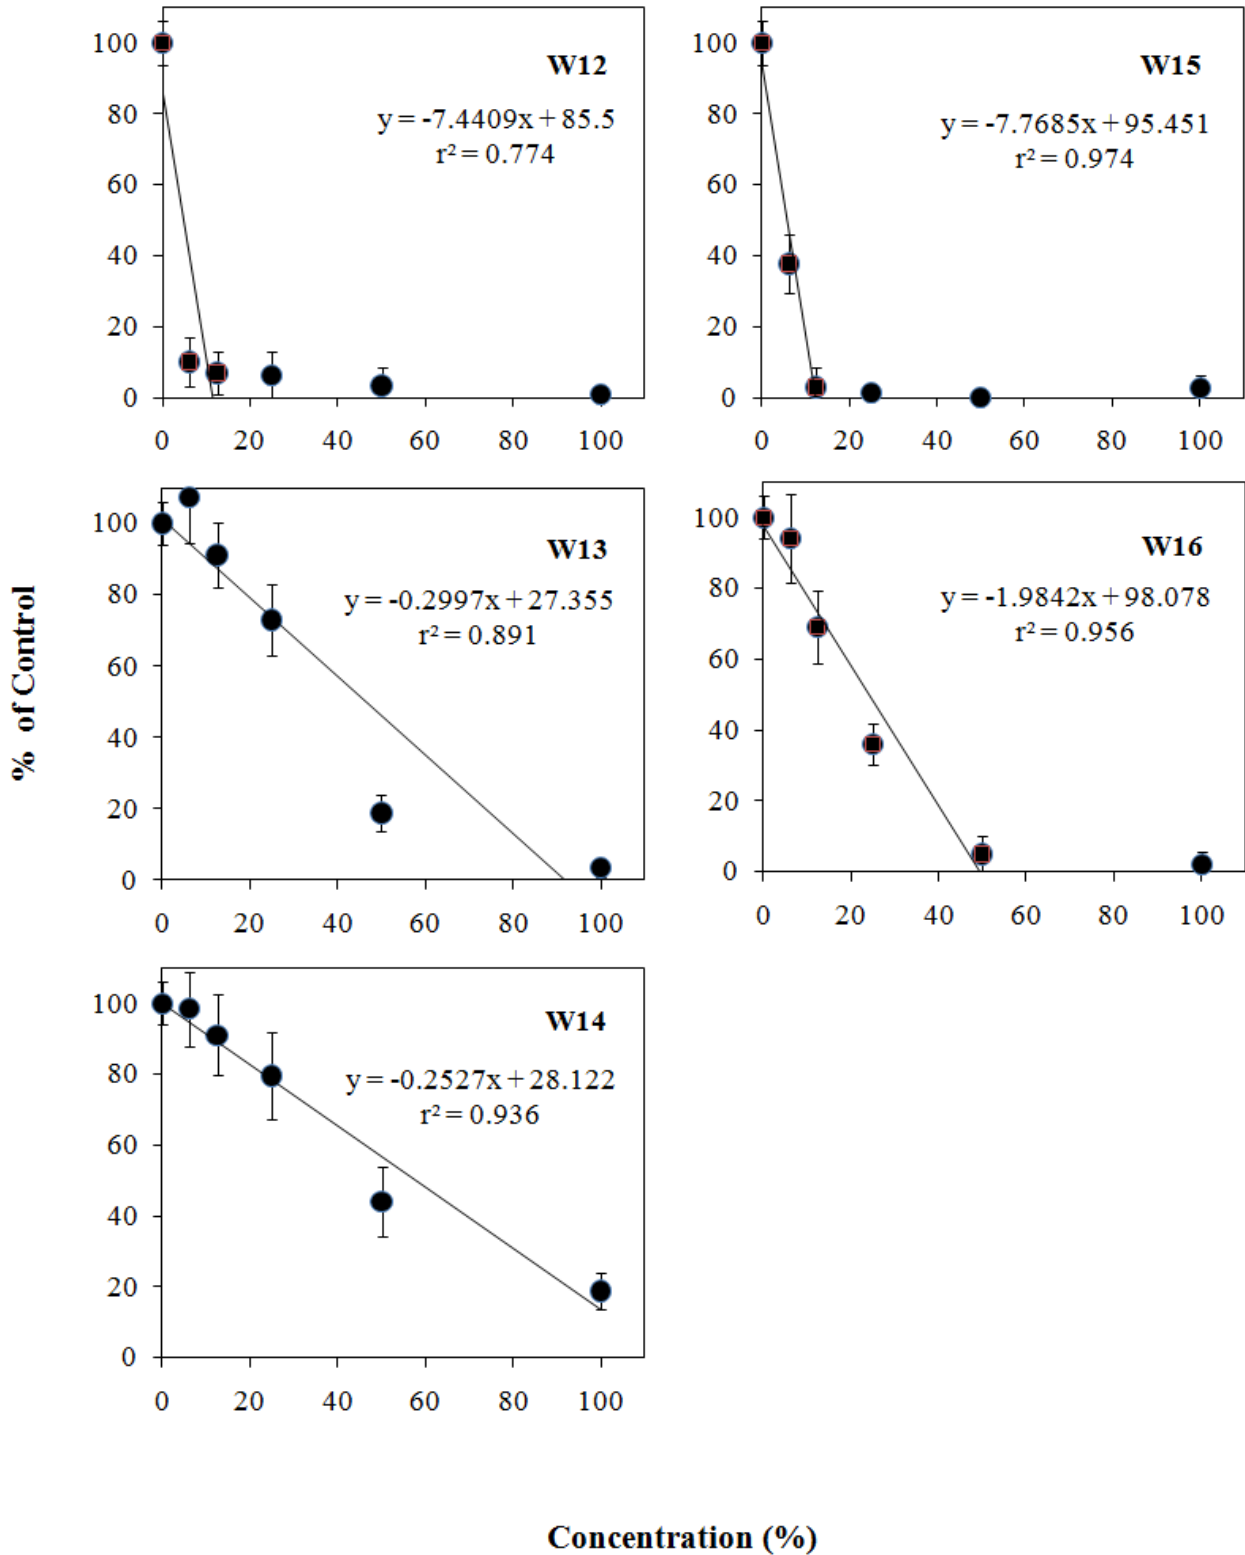 W12
y = -7.4409x + 85.5
r² = 0.774
100
80
60
40
20
0
0 20 40 60 80 100
W15
y = -7.7685x + 95.451
r² = 0.974
100
80
60
40
20
0
0 20 40 60 80 100
W13
y = -0.2997x + 27.355
r² = 0.891
100
80
60
40
20
0
0 20 40 60 80 100
W16
y = -1.9842x + 98.078
r² = 0.956
100
80
60
40
20
0
0 20 40 60 80 100
% of Control
W14
y = -0.2527x + 28.122
r² = 0.936
100
80
60
40
20
0
0 20 40 60 80 100
Concentration (%)